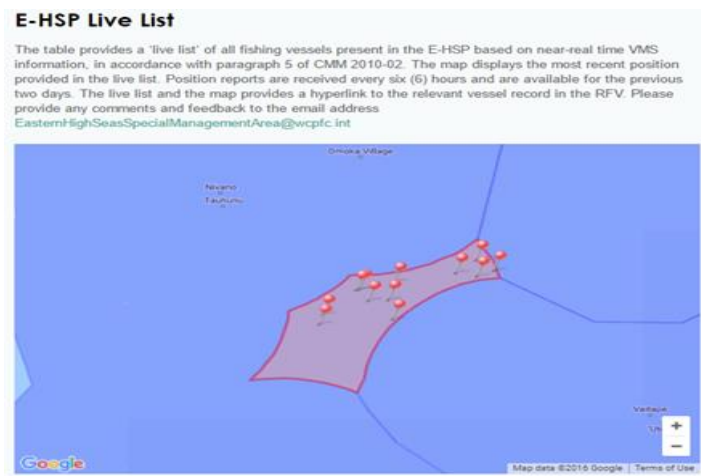 E-HSP Live List
The table provides a 'live list' of all fishing vessels present in the E-HSP based on near-real time VMS
information, in accordance with paragraph 5 of CMM 2010-02. The map displays the most recent position
provided in the live list. Position reports are received every six (6) hours and are available for the previous
two days. The live list and the map provides a hyperlink to the relevant vessel record in the RFV. Please
provide any comments and feedback to the email address
EasternHighSeasSpecialManagementArea@wcpfc.int
Omoka Village
Tauhunu
+
−
Google
Map data ©2016 Google
Terms of Use